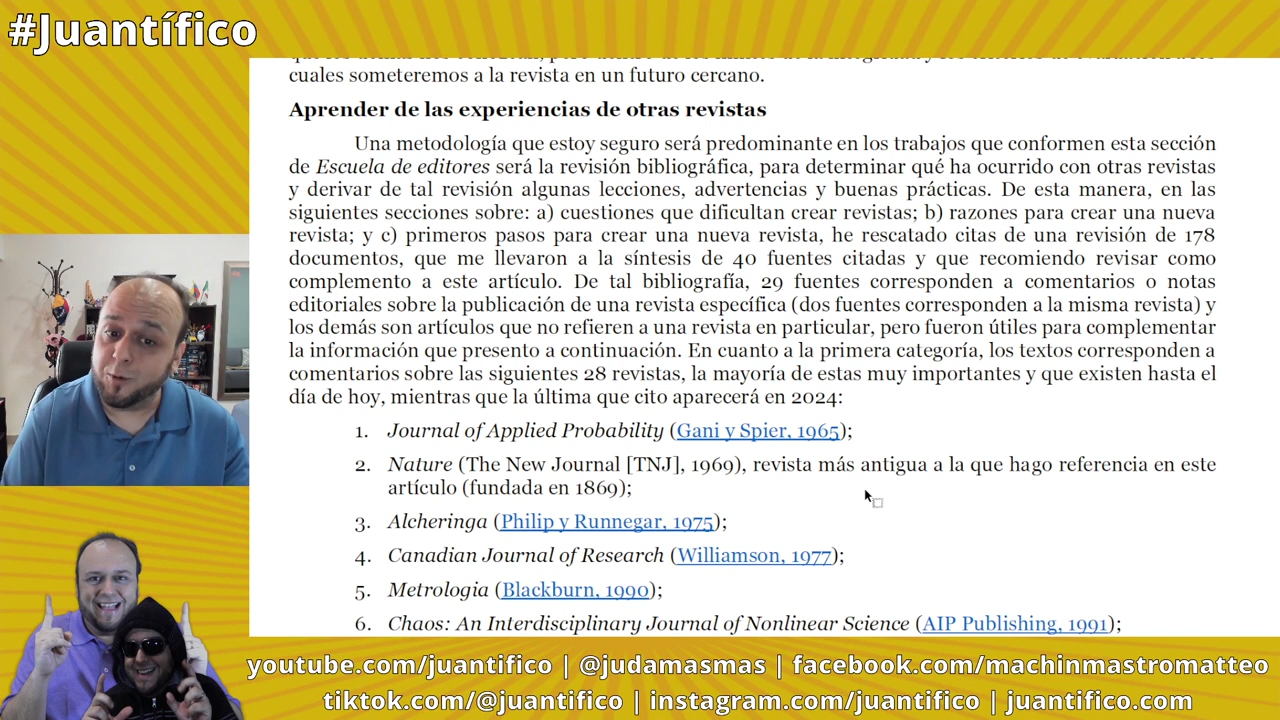 #Juantífico
cuales someteremos a la revista en un futuro cercano.
Aprender de las experiencias de otras revistas
Una metodología que estoy seguro será predominante en los trabajos que conformen esta sección
de Escuela de editores será la revisión bibliográfica, para determinar qué ha ocurrido con otras revistas
y derivar de tal revisión algunas lecciones, advertencias y buenas prácticas. De esta manera, en las
siguientes secciones sobre: a) cuestiones que dificultan crear revistas; b) razones para crear una nueva
revista; y c) primeros pasos para crear una nueva revista, he rescatado citas de una revisión de 178
documentos, que me llevaron a la síntesis de 40 fuentes citadas y que recomiendo revisar como
complemento a este artículo. De tal bibliografía, 29 fuentes corresponden a comentarios o notas
editoriales sobre la publicación de una revista específica (dos fuentes corresponden a la misma revista) y
los demás son artículos que no refieren a una revista en particular, pero fueron útiles para complementar
la información que presento a continuación. En cuanto a la primera categoría, los textos corresponden a
comentarios sobre las siguientes 28 revistas, la mayoría de estas muy importantes y que existen hasta el
día de hoy, mientras que la última que cito aparecerá en 2024:
1. Journal of Applied Probability (Gani y Spier, 1965);
2. Nature (The New Journal [TNJ], 1969), revista más antigua a la que hago referencia en este
artículo (fundada en 1869);
3. Alcheringa (Philip y Runnegar, 1975);
4. Canadian Journal of Research (Williamson, 1977);
5. Metrologia (Blackburn, 1990);
6. Chaos: An Interdisciplinary Journal of Nonlinear Science (AIP Publishing, 1991);
youtube.com/juantifico | @judamasmas | facebook.com/machinmastromatteo
tiktok.com/@juantifico | instagram.com/juantifico | juantifico.com